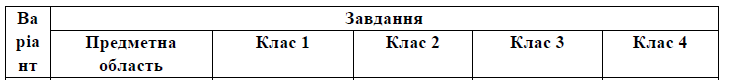 Ва
ріа
нт
Завдання
Предметна
область
Клас 1
Клас 2
Клас 3
Клас 4